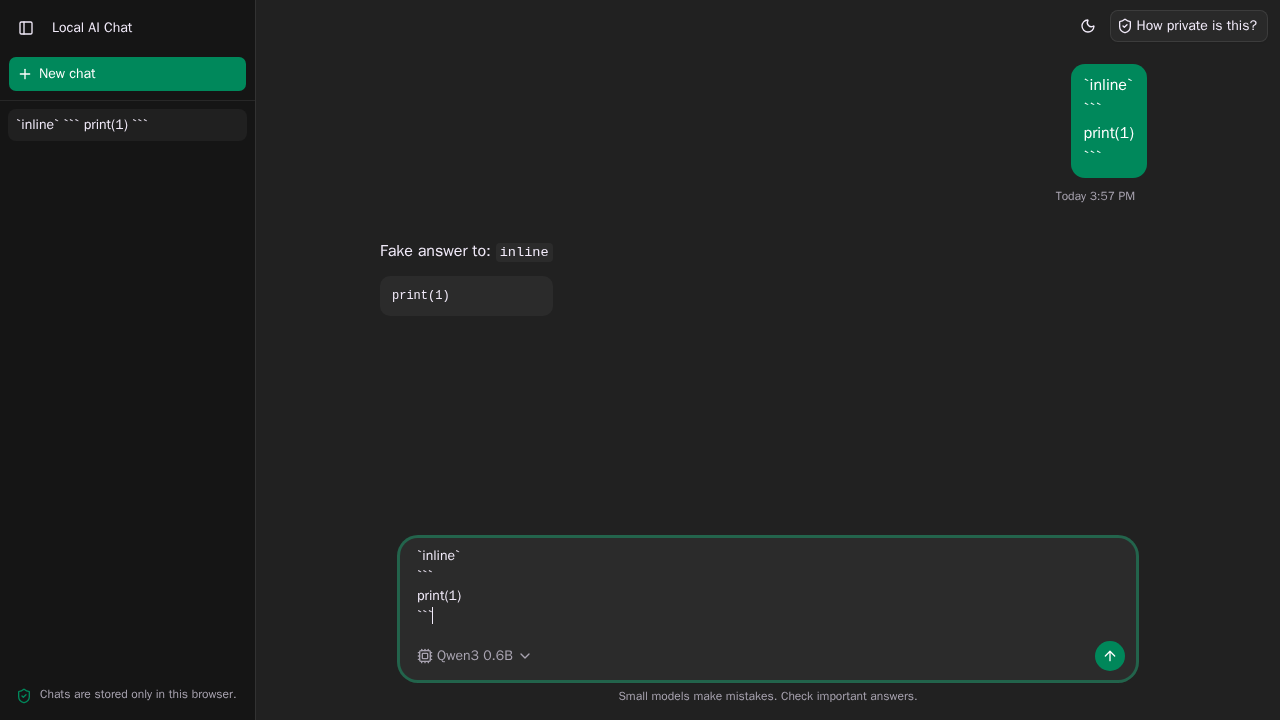 Local AI Chat
New chat
`inline` ``` print(1) ```
Chats are stored only in this browser.
How private is this?
`inline`
```
print(1)
```
Today 3:57 PM
Fake answer to: inline
print(1)
`inline`
```
print(1)
```
Qwen3 0.6B
Small models make mistakes. Check important answers.